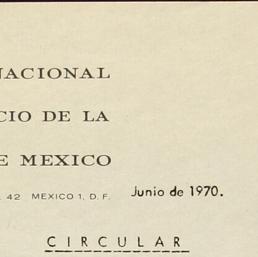 NACIONAL
CIO DE LA
E MEXICO
. 42 MEXICO 1, D. F. Junio de 1970.
CIRCULAR